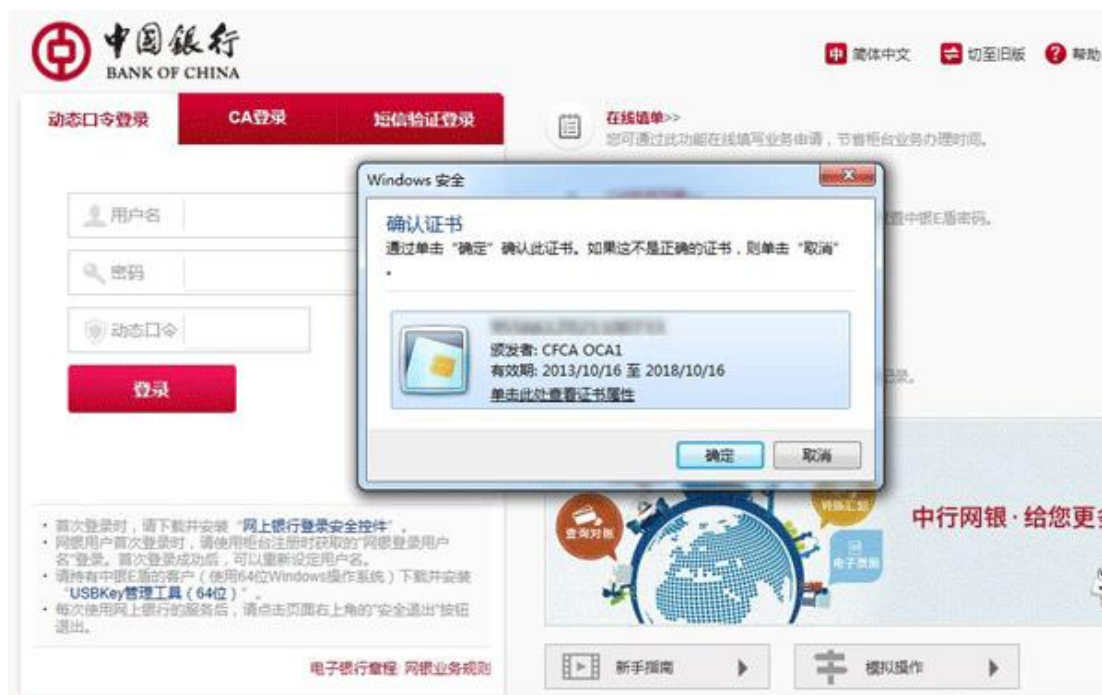 中国銀行
BANK OF CHINA
中 简体中文
切至旧版
? 帮助
动态口令登录
CA登录
短信验证登录
在线填单>>
您可通过此功能在线填写业务申请，节省柜台业务办理时间。
用户名
密码
动态口令
登录
Windows 安全
确认证书
通过单击“确定”确认此证书。如果这不是正确的证书，则单击“取消”
。
颁发者: CFCA OCA1
有效期: 2013/10/16 至 2018/10/16
单击此处查看证书属性
确定
取消
置中银E盾密码。
记录。
• 首次登录时，请下载并安装“网上银行登录安全控件”。
• 网银用户首次登录时，请使用柜台注册时获取的“网银登录用户
名”登录。首次登录成功后，可以重新设定用户名。
• 请持有中银E盾的客户（使用64位Windows操作系统）下载并安装
“USBKey管理工具（64位）”。
• 每次使用网上银行的服务后，请点击页面右上角的“安全退出”按钮
退出。
电子银行章程 网银业务规则
查询对账
转账汇划
电子票据
中行网银·给您更多
新手指南
模拟操作